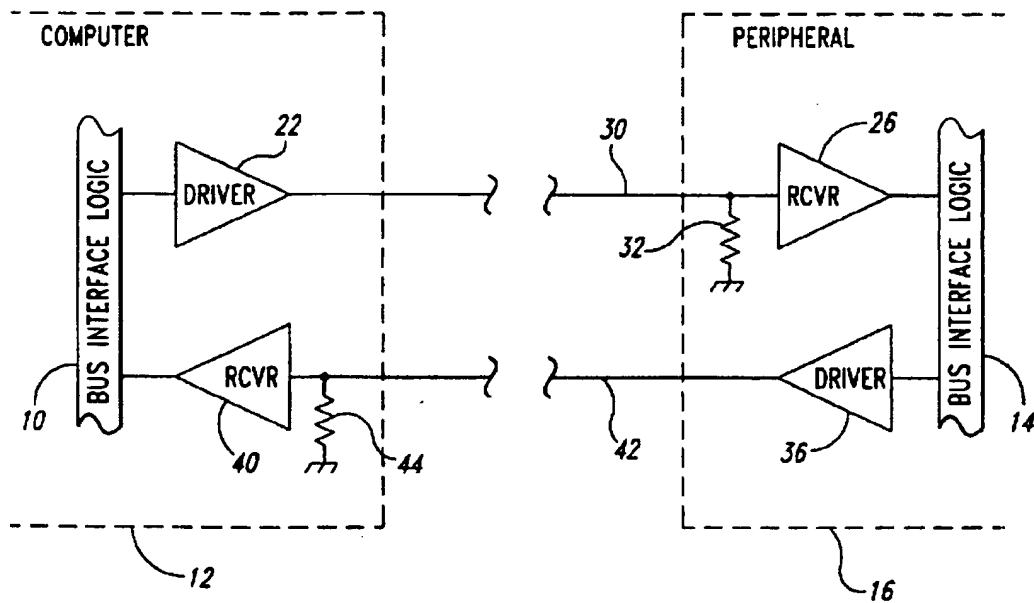 COMPUTER
PERIPHERAL
22
30
26
BUS INTERFACE LOGIC
DRIVER
RCVR
BUS INTERFACE LOGIC
32
RCVR
DRIVER
10
40
44
42
36
14
12
16